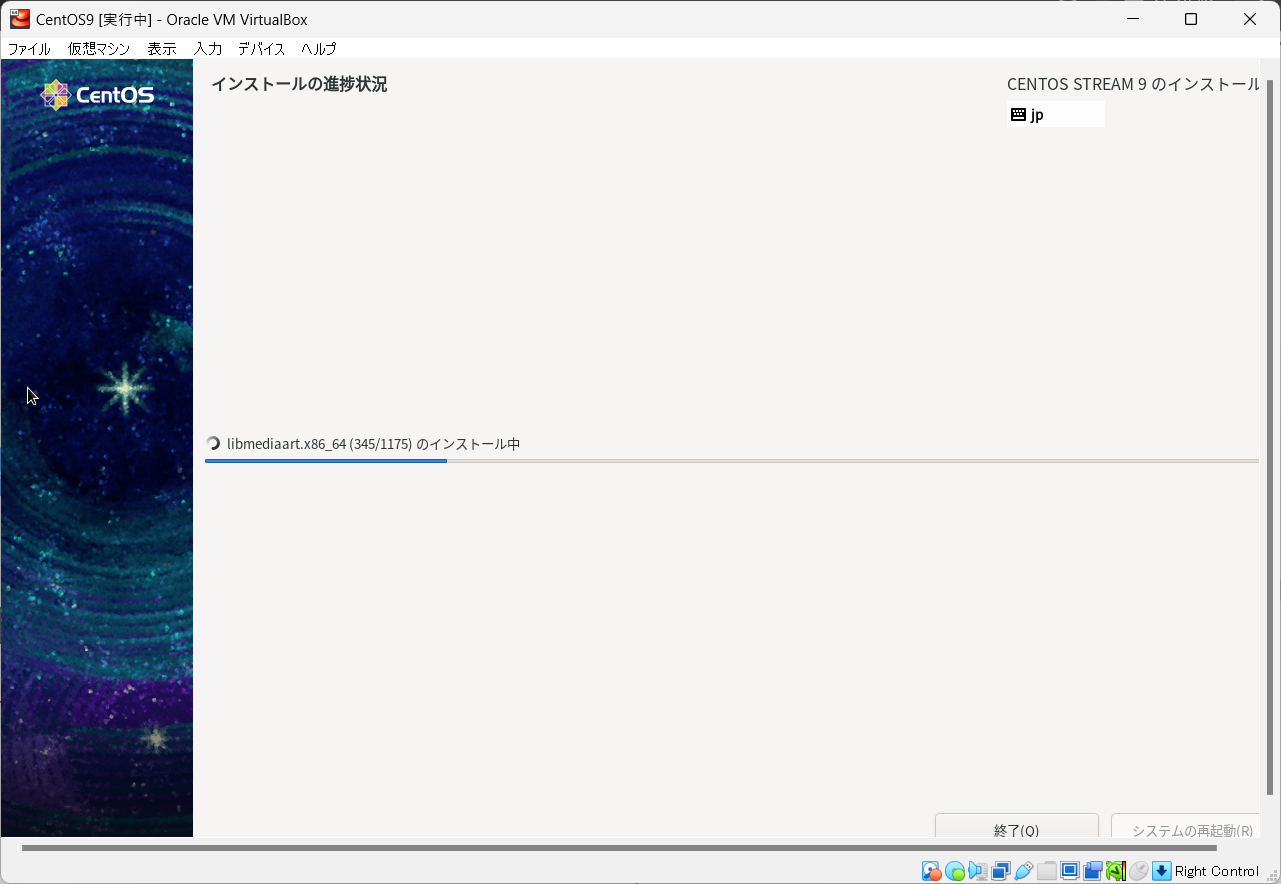 CentOS9 [実行中] - Oracle VM VirtualBox
ファイル 仮想マシン 表示 入力 デバイス ヘルプ
CentOS
インストールの進捗状況
CENTOS STREAM 9 のインストール
jp
libmediaart.x86_64 (345/1175) のインストール中
終了(Q)
システムの再起動(R)
Right Control